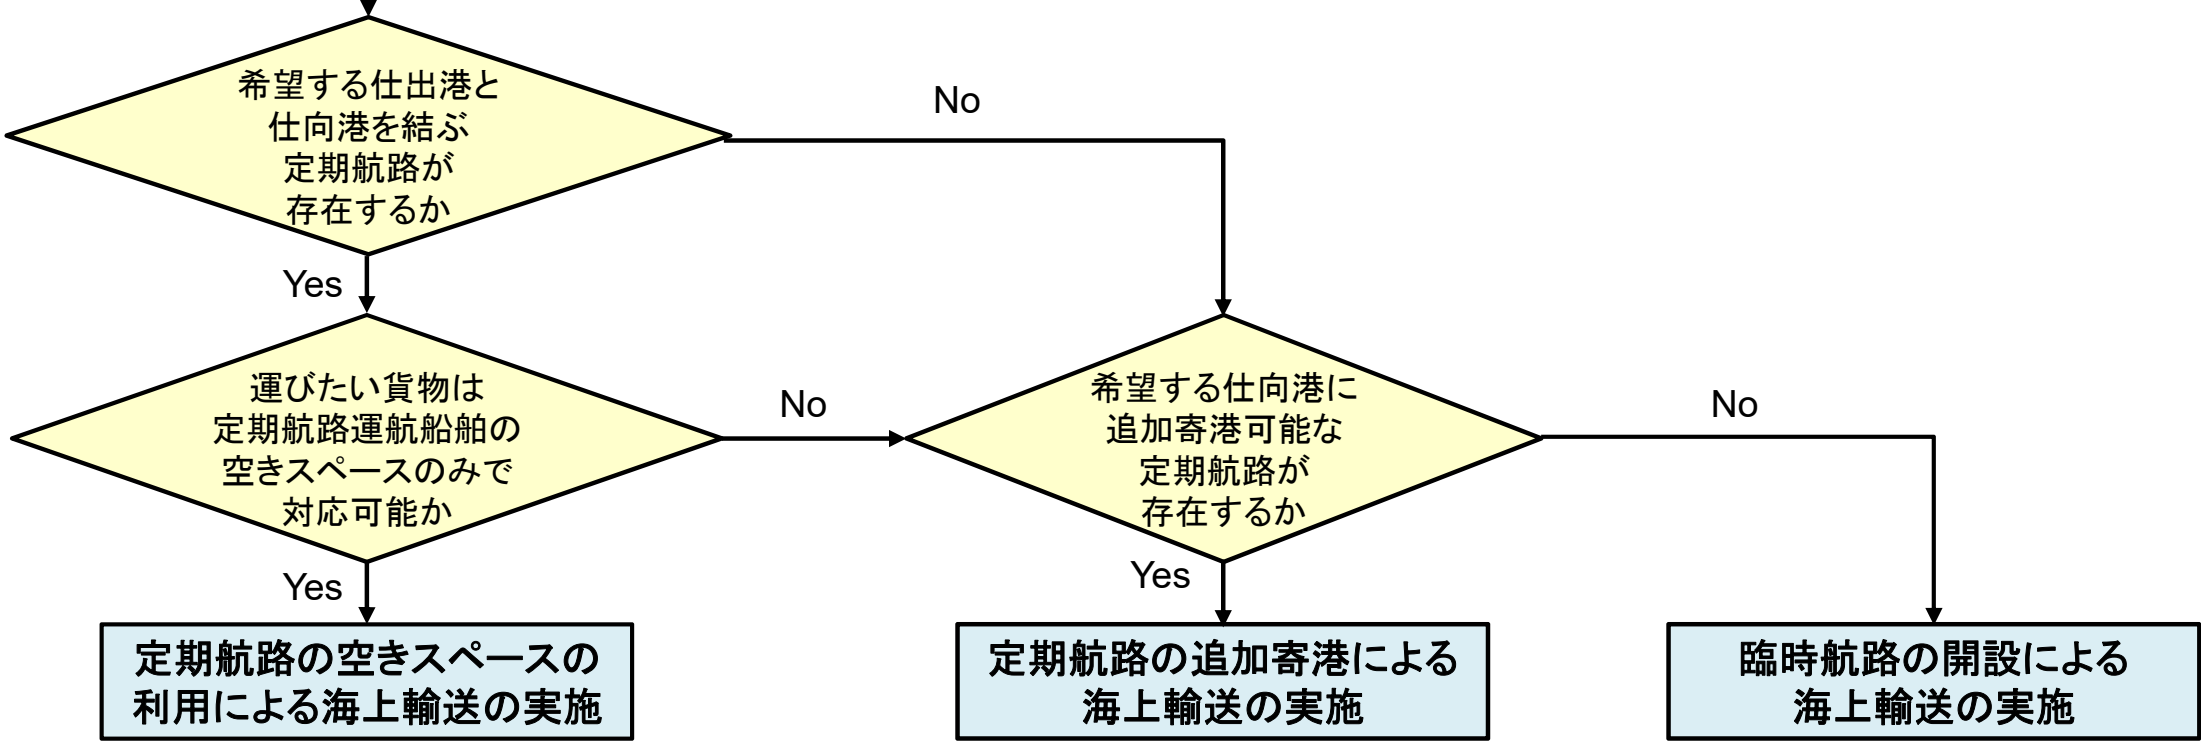 希望する仕出港と
仕向港を結ぶ
定期航路が
存在するか
No
Yes
運びたい貨物は
定期航路運航船舶の
空きスペースのみで
対応可能か
No
希望する仕向港に
追加寄港可能な
定期航路が
存在するか
No
Yes
Yes
定期航路の空きスペースの
利用による海上輸送の実施
定期航路の追加寄港による
海上輸送の実施
臨時航路の開設による
海上輸送の実施